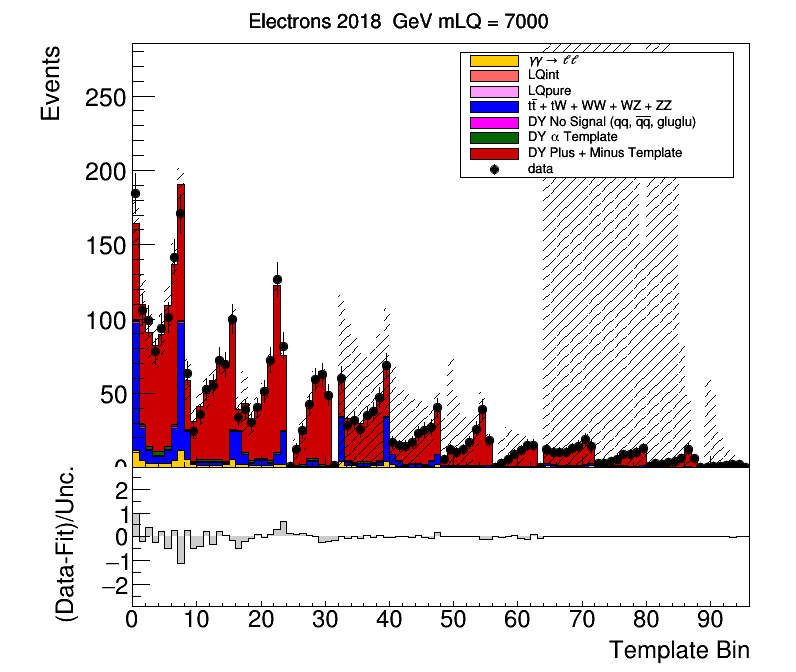 Electrons 2018 GeV mLQ = 7000
Events
250
200
150
100
50
0
γγ → ℓℓ
LQint
LQpure
tt̅ + tW + WW + WZ + ZZ
DY No Signal (qq, q̅q̅, gluglu)
DY α Template
DY Plus + Minus Template
data
(Data-Fit)/Unc.
2
1
0
−1
−2
0 10 20 30 40 50 60 70 80 90
Template Bin